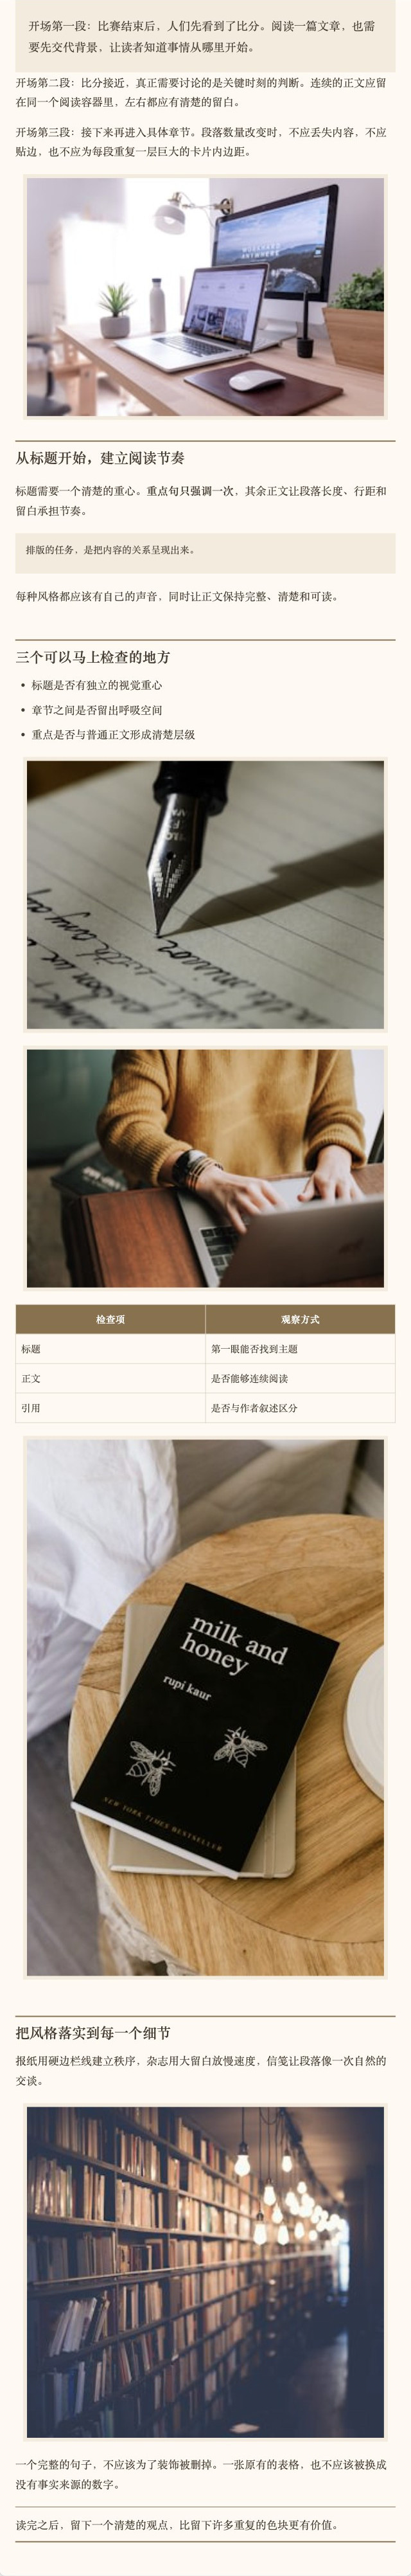 开场第一段：比赛结束后，人们先看到了比分。阅读一篇文章，也需
要先交代背景，让读者知道事情从哪里开始。
开场第二段：比分接近，真正需要讨论的是关键时刻的判断。连续的正文应留
在同一个阅读容器里，左右都应有清楚的留白。
开场第三段：接下来再进入具体章节。段落数量改变时，不应丢失内容，不应
贴边，也不应为每段重复一层巨大的卡片内边距。
WORK HARD
ANYWHERE
从标题开始，建立阅读节奏
标题需要一个清楚的重心。重点句只强调一次，其余正文让段落长度、行距和
留白承担节奏。
排版的任务，是把内容的关系呈现出来。
每种风格都应该有自己的声音，同时让正文保持完整、清楚和可读。
三个可以马上检查的地方
• 标题是否有独立的视觉重心
• 章节之间是否留出呼吸空间
• 重点是否与普通正文形成清楚层级
检查项 观察方式
标题 第一眼能否找到主题
正文 是否能够连续阅读
引用 是否与作者叙述区分
milk and
honey
rupi kaur
NEW YORK TIMES BESTSELLER
把风格落实到每一个细节
报纸用硬边栏线建立秩序，杂志用大留白放慢速度，信笺让段落像一次自然的
交谈。
一个完整的句子，不应该为了装饰被删掉。一张原有的表格，也不应该被换成
没有事实来源的数字。
读完之后，留下一个清楚的观点，比留下许多重复的色块更有价值。